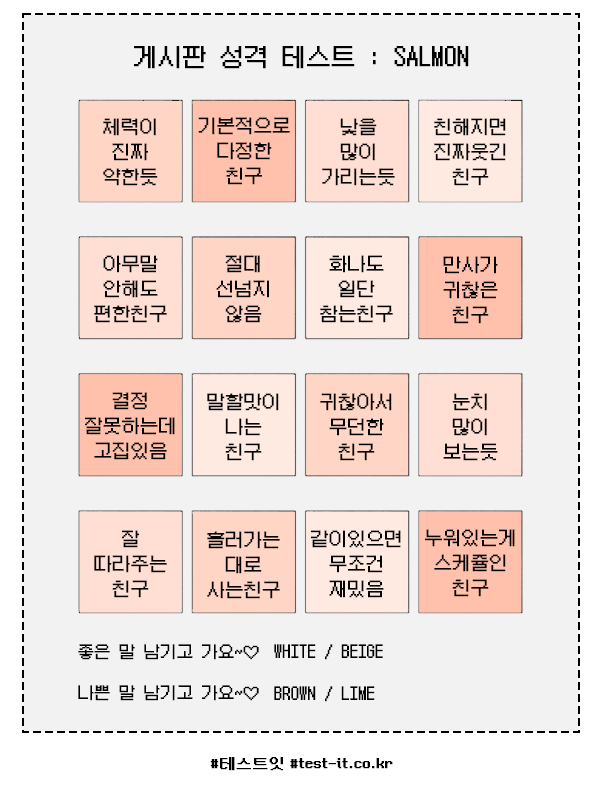 게시판 성격 테스트 : SALMON
체력이
진짜
약한듯
기본적으로
다정한
친구
낯을
많이
가리는듯
친해지면
진짜웃긴
친구
아무말
안해도
편한친구
절대
선넘지
않음
화나도
일단
참는친구
만사가
귀찮은
친구
결정
잘못하는데
고집있음
말할맛이
나는
친구
귀찮아서
무던한
친구
눈치
많이
보는듯
잘
따라주는
친구
흘러가는
대로
사는친구
같이있으면
무조건
재밌음
누워있는게
스케쥴인
친구
좋은 말 남기고 가요~♡ WHITE / BEIGE
나쁜 말 남기고 가요~♡ BROWN / LIME
#테스트잇 #test-it.co.kr